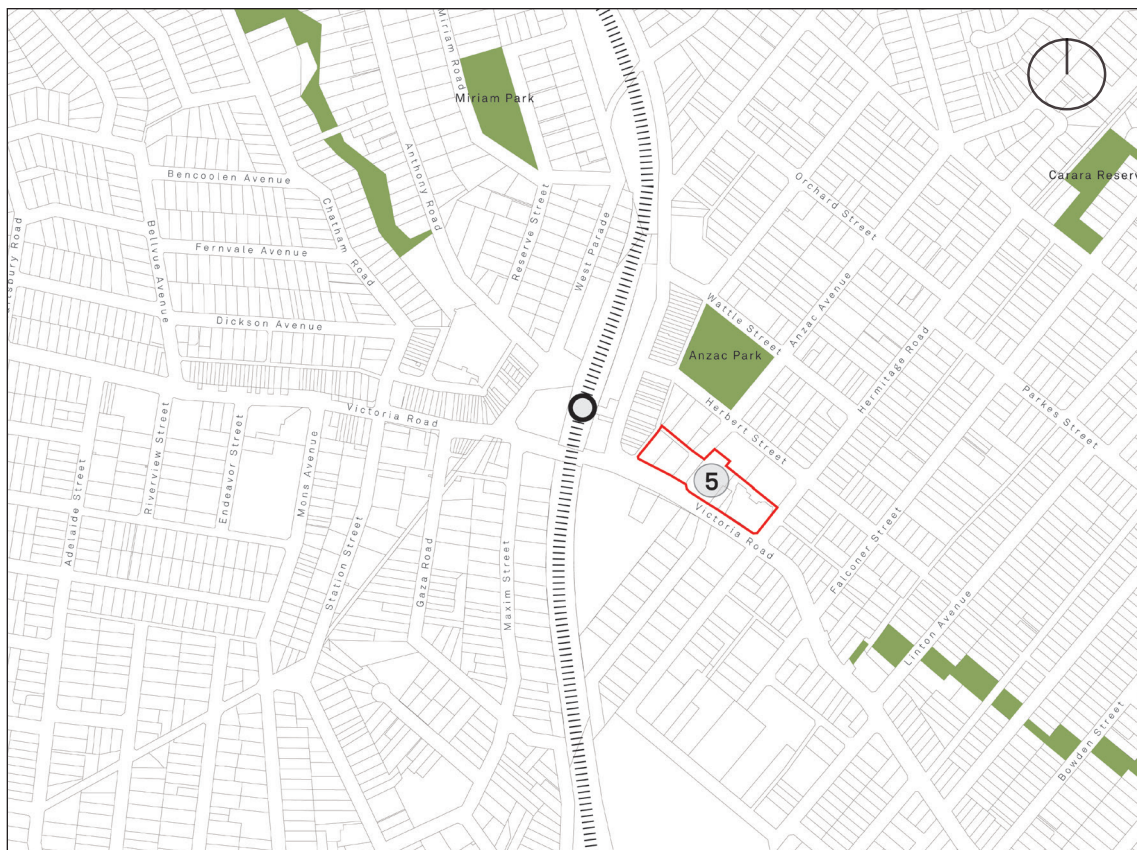 Miriam Road
Miriam Park
Anthony Road
Orchard Street
Carara Reserv
Bencoolen Avenue
Chatham Road
Bellvue Avenue
Fernvale Avenue
Reserve Street
West Parade
Wattle Street
Anzac Avenue
Dickson Avenue
Anzac Park
Hermitage Road
Parkes Street
Herbert Street
Victoria Road
Riverview Street
Endeavor Street
Mons Avenue
Adelaide Street
5
Victoria Road
Station Street
Gaza Road
Maxim Street
Falconer Street
Linton Avenue
Bowden Street